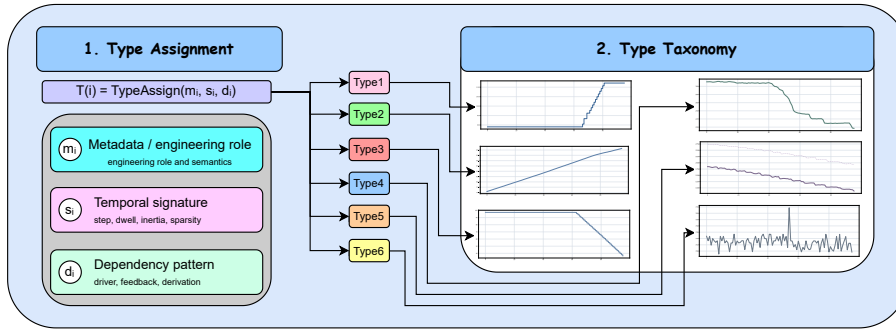 1. Type Assignment
T(i) = TypeAssign(mᵢ, sᵢ, dᵢ)
mᵢ
Metadata / engineering role
engineering role and semantics
sᵢ
Temporal signature
step, dwell, inertia, sparsity
dᵢ
Dependency pattern
driver, feedback, derivation
Type1
Type2
Type3
Type4
Type5
Type6
2. Type Taxonomy